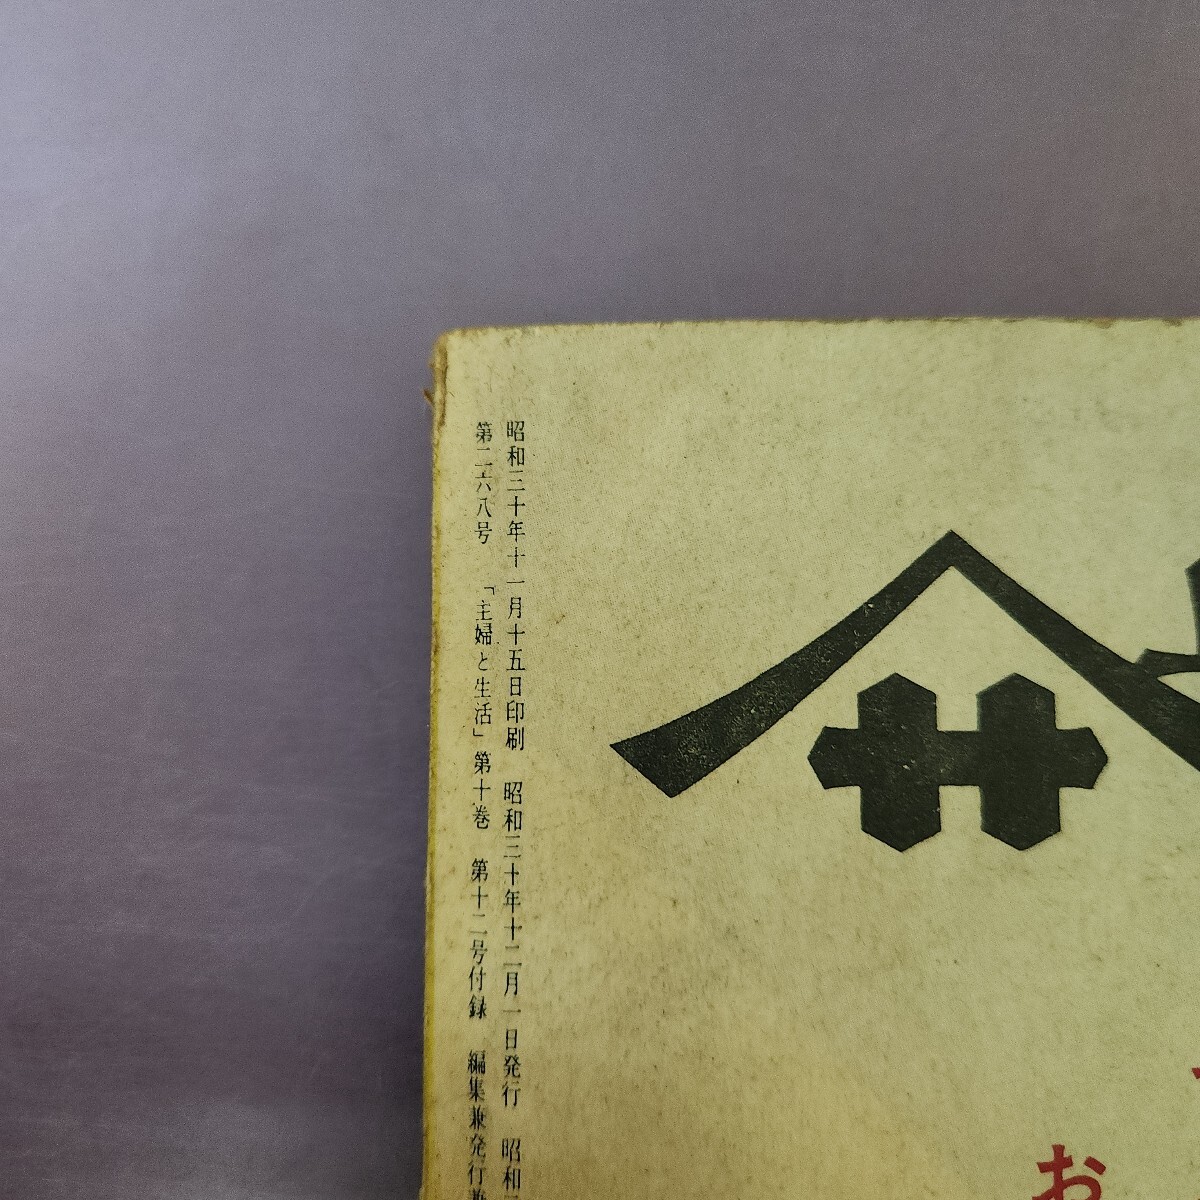 昭和三十年十一月十五日印刷　昭和三十年十二月一日発行　昭和
第二六八号　「主婦と生活」第十巻　第十二号付録　編集兼発行兼
お